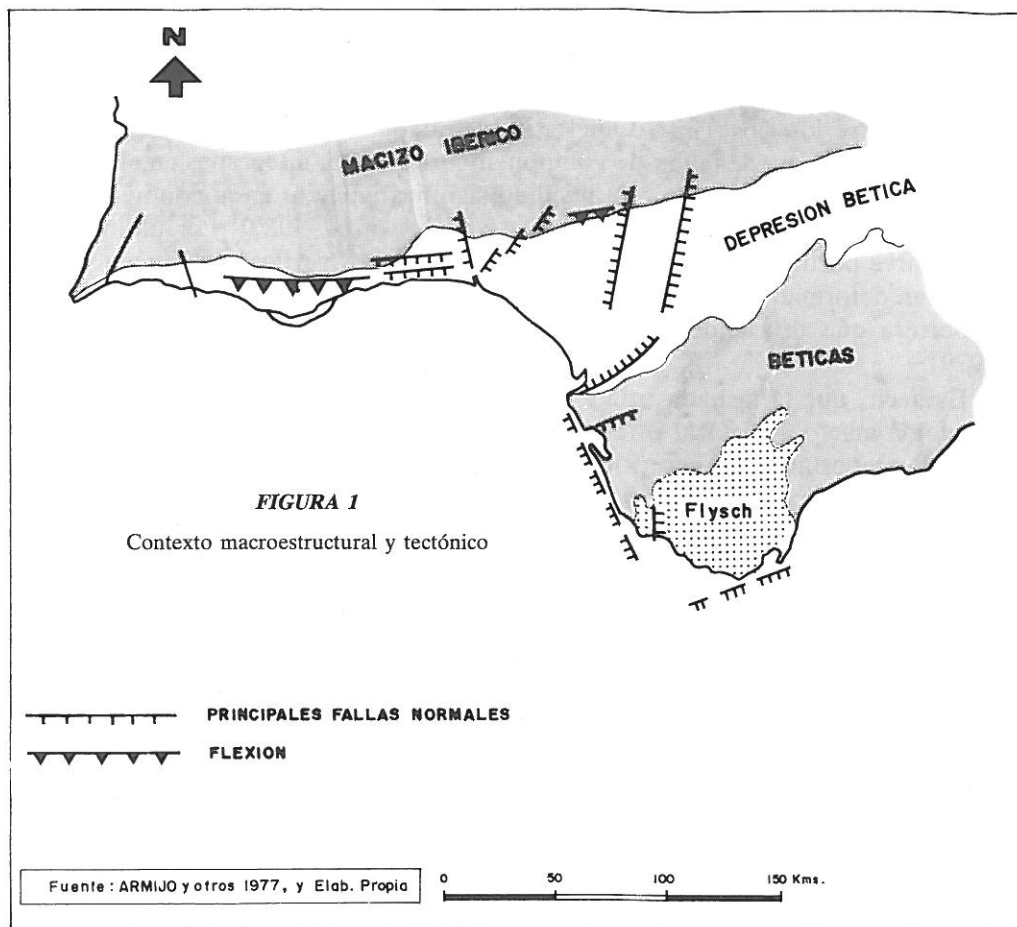 N
MACIZO IBERICO
DEPRESION BETICA
BETICAS
Flysch
FIGURA 1
Contexto macroestructural y tectónico
PRINCIPALES FALLAS NORMALES
FLEXION
Fuente: ARMIJO y otros 1977, y Elab. Propia
0 50 100 150 Kms.